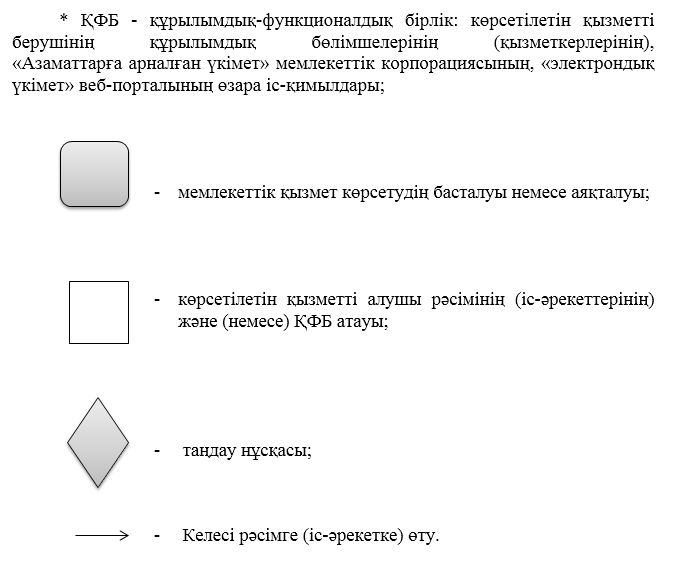 * ҚФБ - құрылымдық-функционалдық бірлік: көрсетілетін қызметті
берушінің құрылымдық бөлімшелерінің (қызметкерлерінің),
«Азаматтарға арналған үкімет» мемлекеттік корпорациясының, «электрондық
үкімет» веб-порталының өзара іс-қимылдары;
- мемлекеттік қызмет көрсетудің басталуы немесе аяқталуы;
- көрсетілетін қызметті алушы рәсімінің (іс-әрекеттерінің)
және (немесе) ҚФБ атауы;
- таңдау нұсқасы;
- Келесі рәсімге (іс-әрекетке) өту.